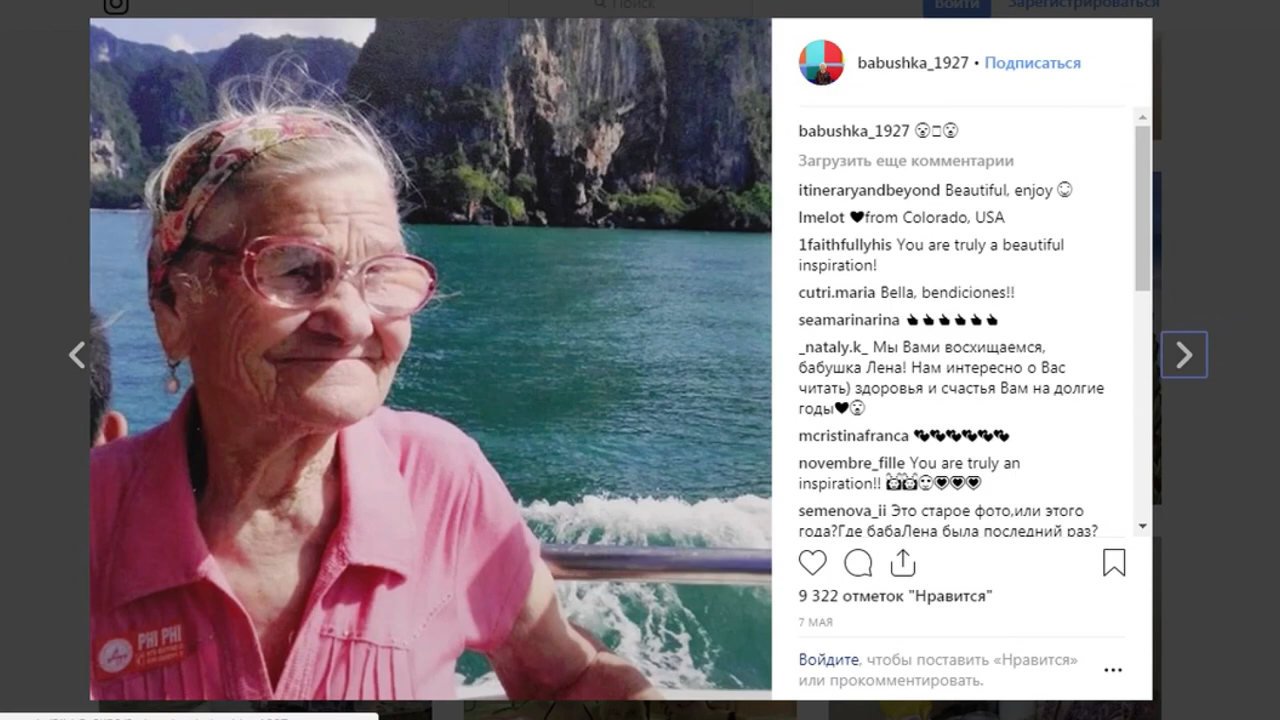 Поиск
Войти
Зарегистрироваться
babushka_1927 • Подписаться
babushka_1927
Загрузить еще комментарии
itineraryandbeyond Beautiful, enjoy
lmelot from Colorado, USA
1faithfullyhis You are truly a beautiful
inspiration!
cutri.maria Bella, bendiciones!!
seamarinarina
_nataly.k_ Мы Вами восхищаемся,
бабушка Лена! Нам интересно о Вас
читать) здоровья и счастья Вам на долгие
годы
mcristinafranca
novembre_fille You are truly an
inspiration!!
semenova_ii Это старое фото,или этого
года?Где бабаЛена была последний раз?
9 322 отметок "Нравится"
7 МАЯ
Войдите, чтобы поставить «Нравится»
или прокомментировать.
PHI PHI